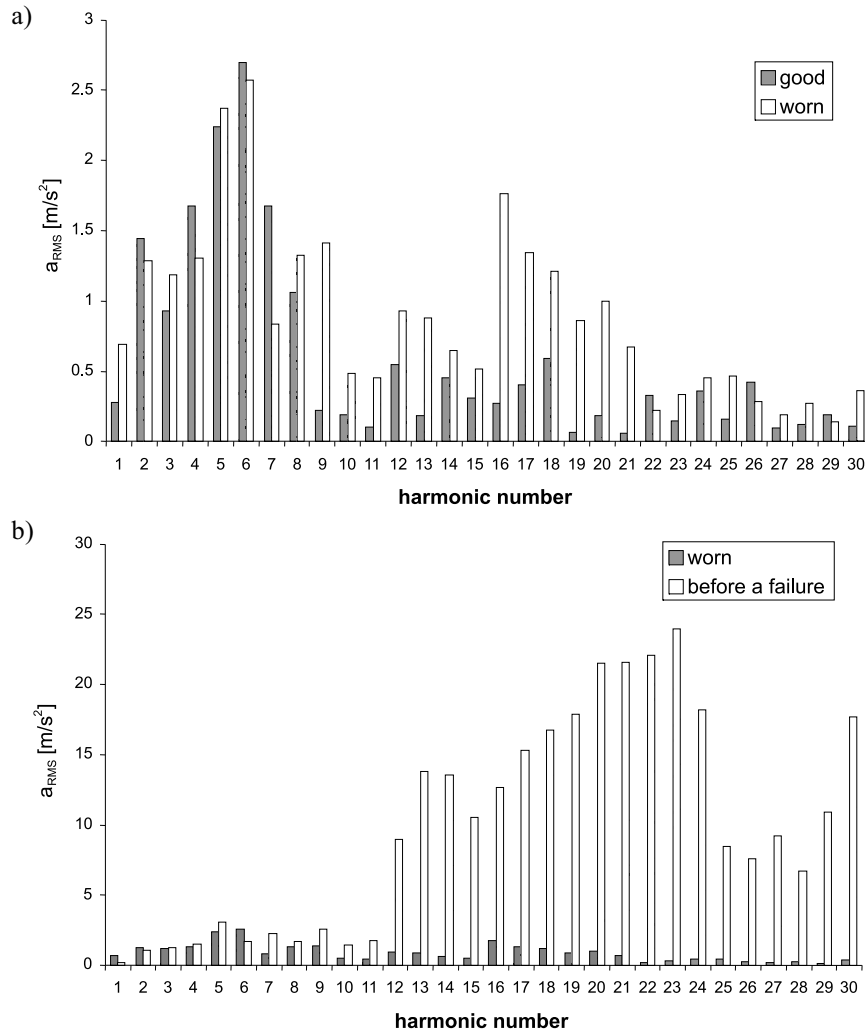 a)
3
2.5
2
1.5
1
0.5
0
a_RMS [m/s²]
good
worn
1 2 3 4 5 6 7 8 9 10 11 12 13 14 15 16 17 18 19 20 21 22 23 24 25 26 27 28 29 30
harmonic number
b)
30
25
20
15
10
5
0
a_RMS [m/s²]
worn
before a failure
1 2 3 4 5 6 7 8 9 10 11 12 13 14 15 16 17 18 19 20 21 22 23 24 25 26 27 28 29 30
harmonic number